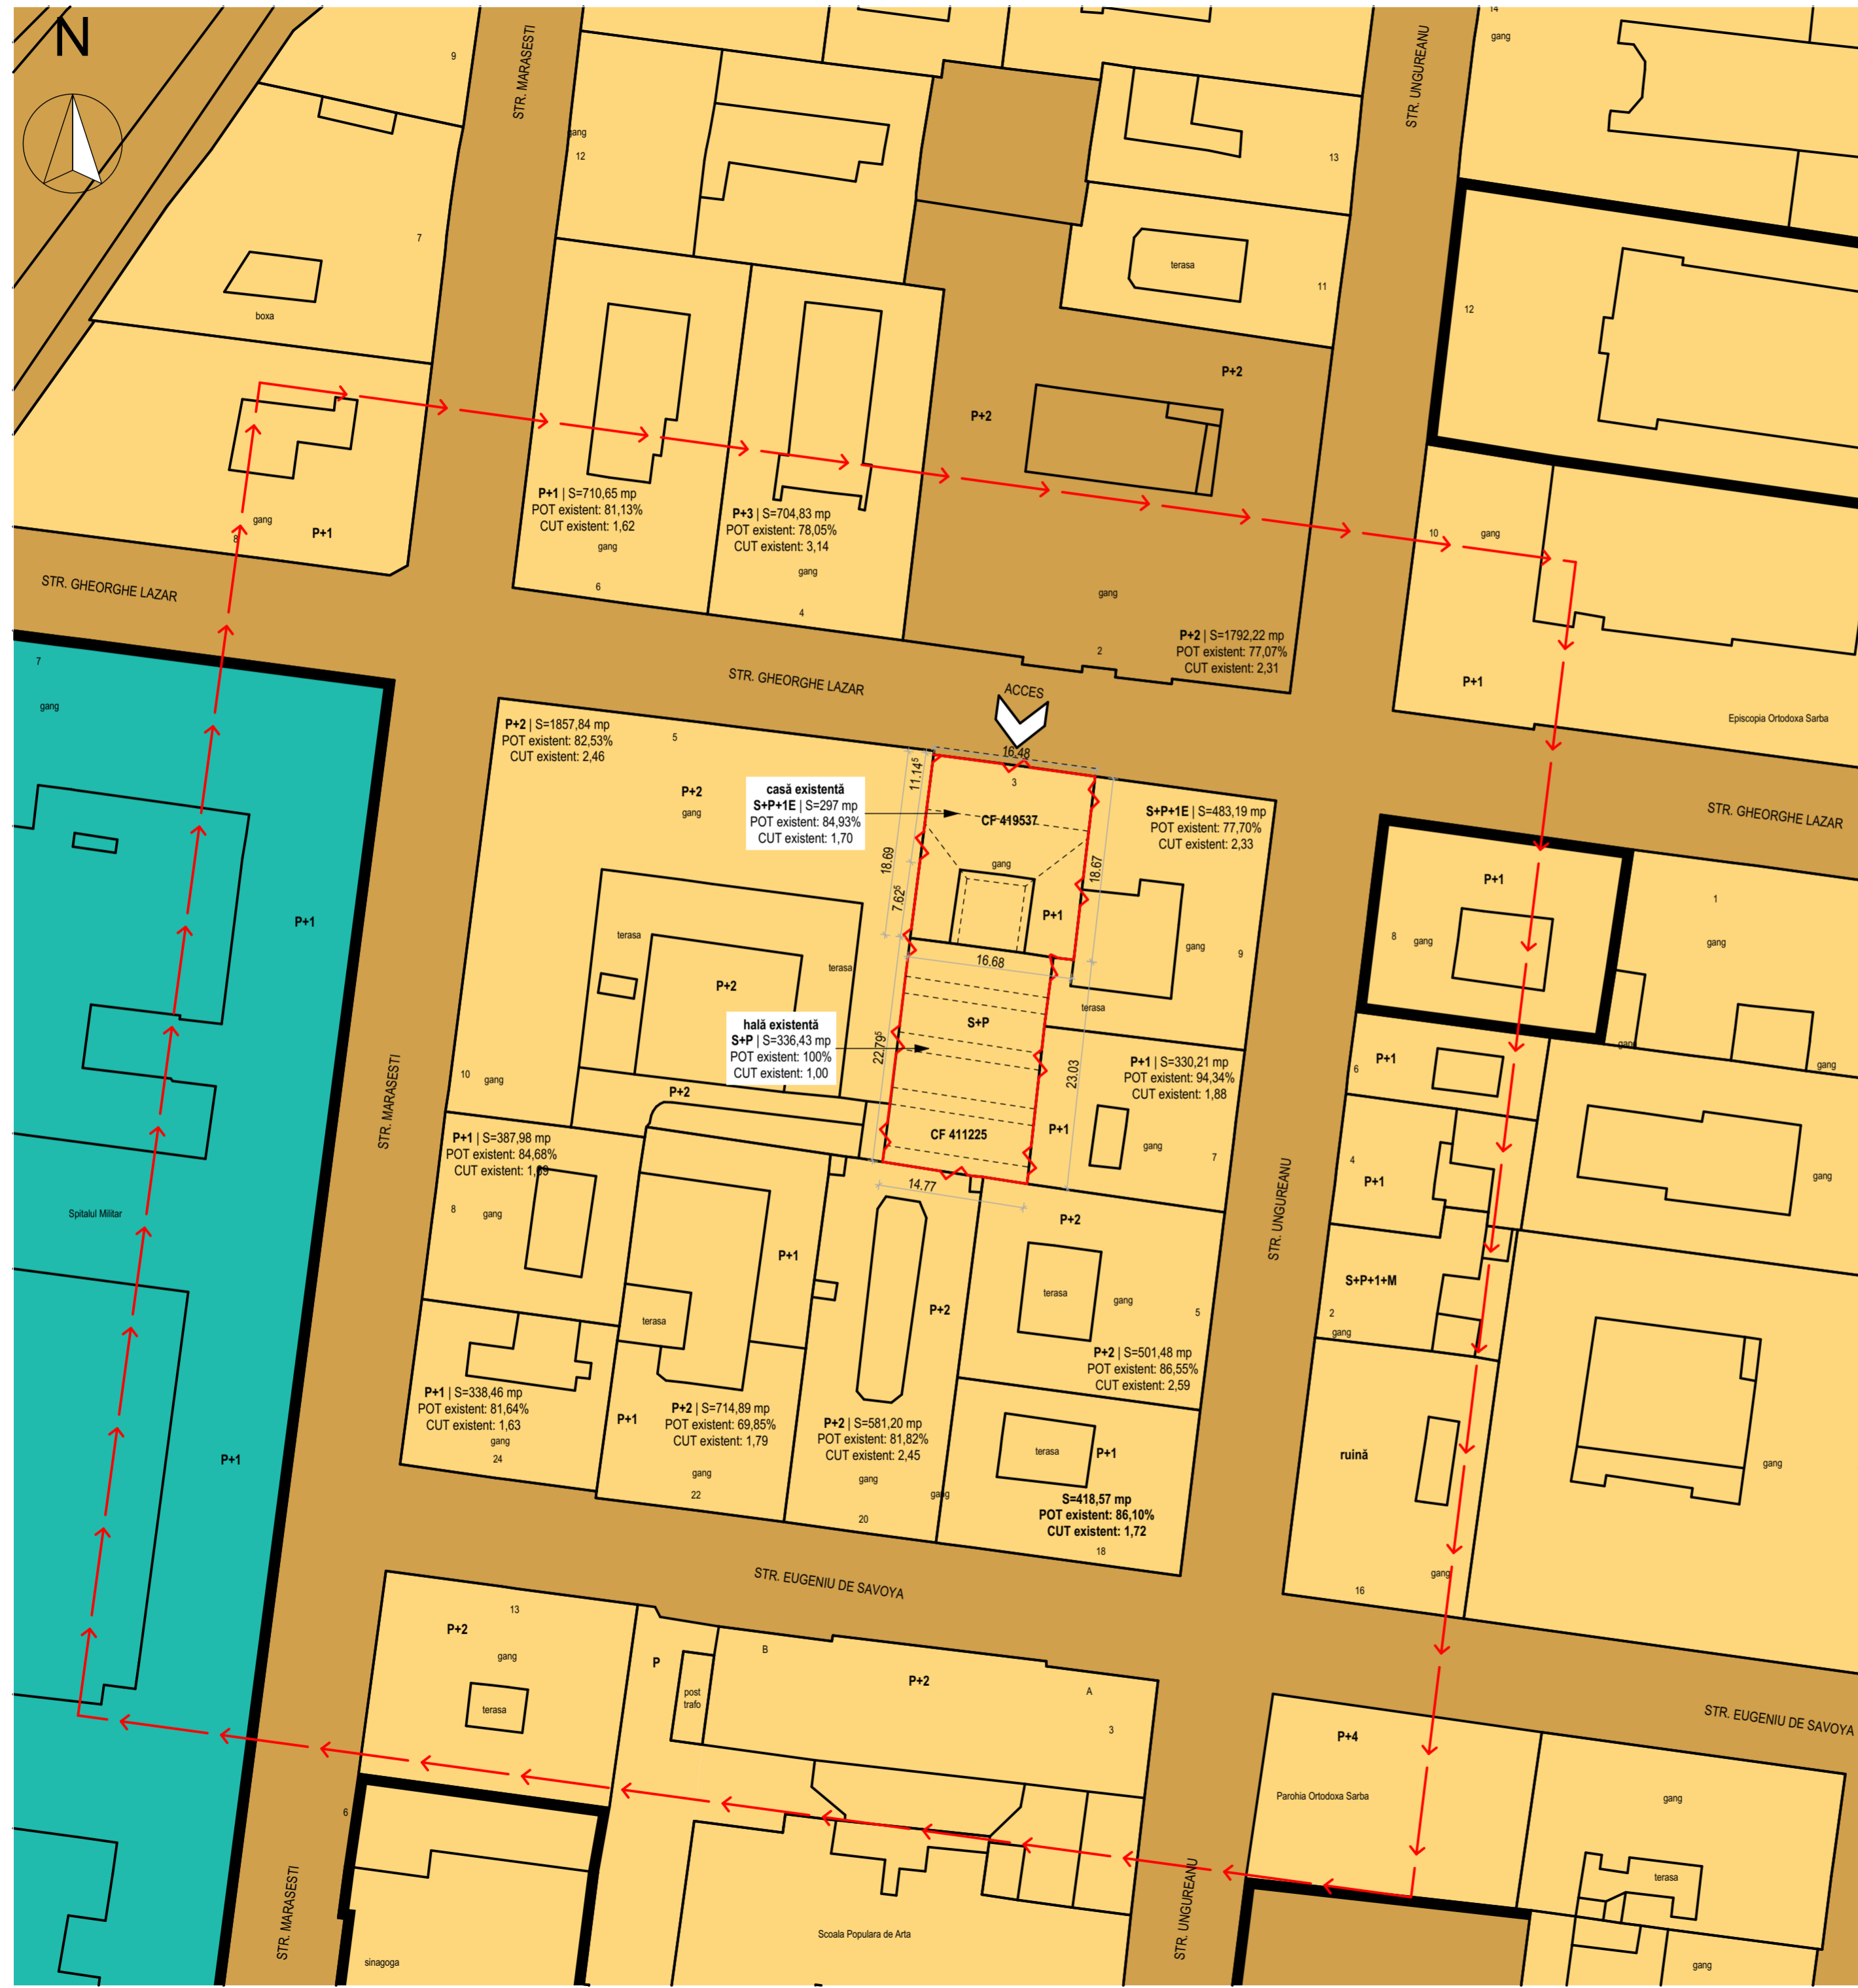 N
9
STR. MARASESTI
gang
12
STR. UNGUREANU
14
gang
13
7
boxa
terasa
11
12
P+2
P+2
gang
8
P+1
P+1 | S=710,65 mp
POT existent: 81,13%
CUT existent: 1,62
gang
6
P+3 | S=704,83 mp
POT existent: 78,05%
CUT existent: 3,14
gang
4
gang
2
P+2 | S=1792,22 mp
POT existent: 77,07%
CUT existent: 2,31
10
gang
P+1
Episcopia Ortodoxa Sarba
STR. GHEORGHE LAZAR
STR. GHEORGHE LAZAR
STR. GHEORGHE LAZAR
ACCES
7
gang
P+2 | S=1857,84 mp
POT existent: 82,53%
CUT existent: 2,46
5
P+2
gang
casă existentă
S+P+1E | S=297 mp
POT existent: 84,93%
CUT existent: 1,70
16.48
11.14⁵
3
CF 419537
gang
18.69
7.62⁵
18.67
P+1
S+P+1E | S=483,19 mp
POT existent: 77,70%
CUT existent: 2,33
gang
9
terasa
P+1
terasa
terasa
P+2
16.68
S+P
hală existentă
S+P | S=336,43 mp
POT existent: 100%
CUT existent: 1,00
22.79⁵
23.03
CF 411225
14.77
P+1 | S=330,21 mp
POT existent: 94,34%
CUT existent: 1,88
P+1
gang
7
10
gang
P+2
STR. MARASESTI
P+1 | S=387,98 mp
POT existent: 84,68%
CUT existent: 1,69
8
gang
Spitalul Militar
P+1
P+1
P+2
P+2
terasa
gang
5
terasa
P+2 | S=501,48 mp
POT existent: 86,55%
CUT existent: 2,59
P+1 | S=338,46 mp
POT existent: 81,64%
CUT existent: 1,63
gang
24
P+1
P+2 | S=714,89 mp
POT existent: 69,85%
CUT existent: 1,79
gang
22
P+2 | S=581,20 mp
POT existent: 81,82%
CUT existent: 2,45
gang
20
gang
terasa
P+1
S=418,57 mp
POT existent: 86,10%
CUT existent: 1,72
18
STR. UNGUREANU
P+1
8
gang
1
gang
gang
gang
P+1
6
4
P+1
gang
S+P+1+M
2
gang
ruină
gang
gang
16
STR. EUGENIU DE SAVOYA
STR. EUGENIU DE SAVOYA
13
P+2
gang
terasa
P
post
trafo
B
P+2
A
3
P+4
Parohia Ortodoxa Sarba
gang
terasa
gang
6
STR. MARASESTI
sinagoga
Scoala Populara de Arta
STR. UNGUREANU